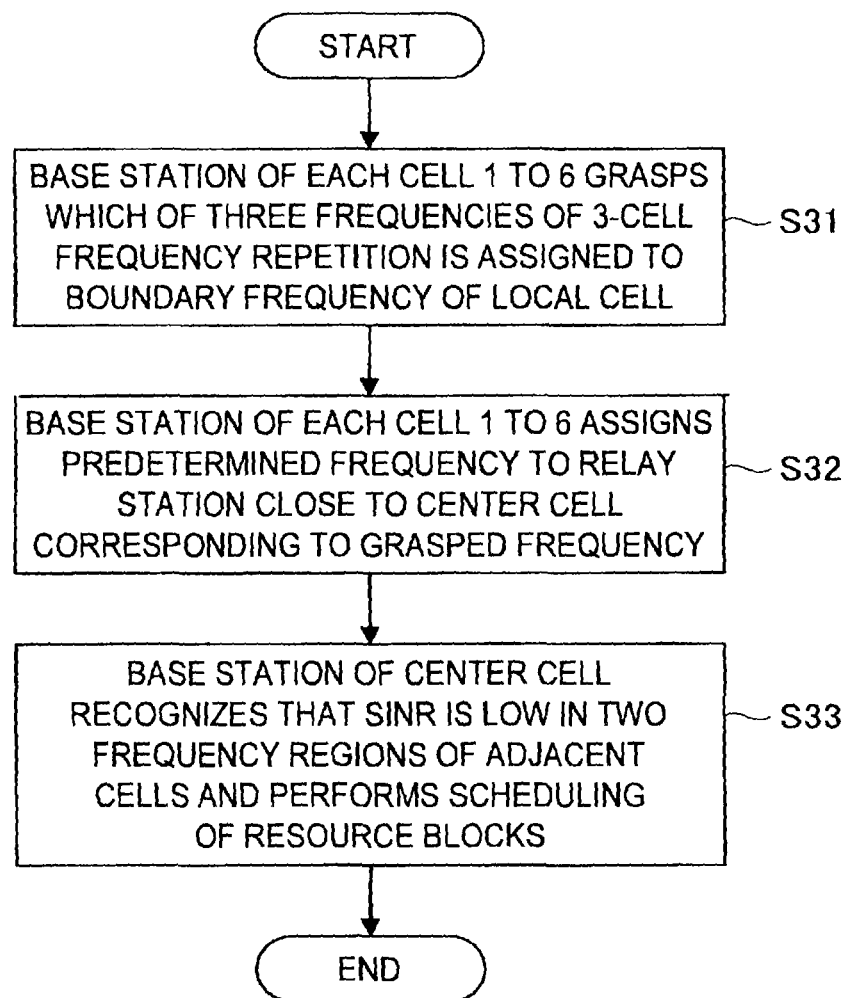 START
BASE STATION OF EACH CELL 1 TO 6 GRASPS
WHICH OF THREE FREQUENCIES OF 3-CELL
FREQUENCY REPETITION IS ASSIGNED TO
BOUNDARY FREQUENCY OF LOCAL CELL
S31
BASE STATION OF EACH CELL 1 TO 6 ASSIGNS
PREDETERMINED FREQUENCY TO RELAY
STATION CLOSE TO CENTER CELL
CORRESPONDING TO GRASPED FREQUENCY
S32
BASE STATION OF CENTER CELL
RECOGNIZES THAT SINR IS LOW IN TWO
FREQUENCY REGIONS OF ADJACENT
CELLS AND PERFORMS SCHEDULING
OF RESOURCE BLOCKS
S33
END